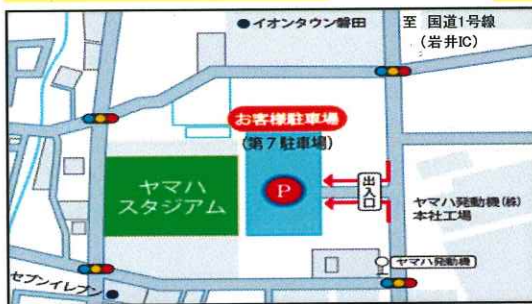 イオンタウン磐田
至 国道1号線
(岩井IC)
お客様駐車場
(第7駐車場)
ヤマハ
スタジアム
P
出入口
ヤマハ発動機(株)
本社工場
ヤマハ発動機
セブンイレブン